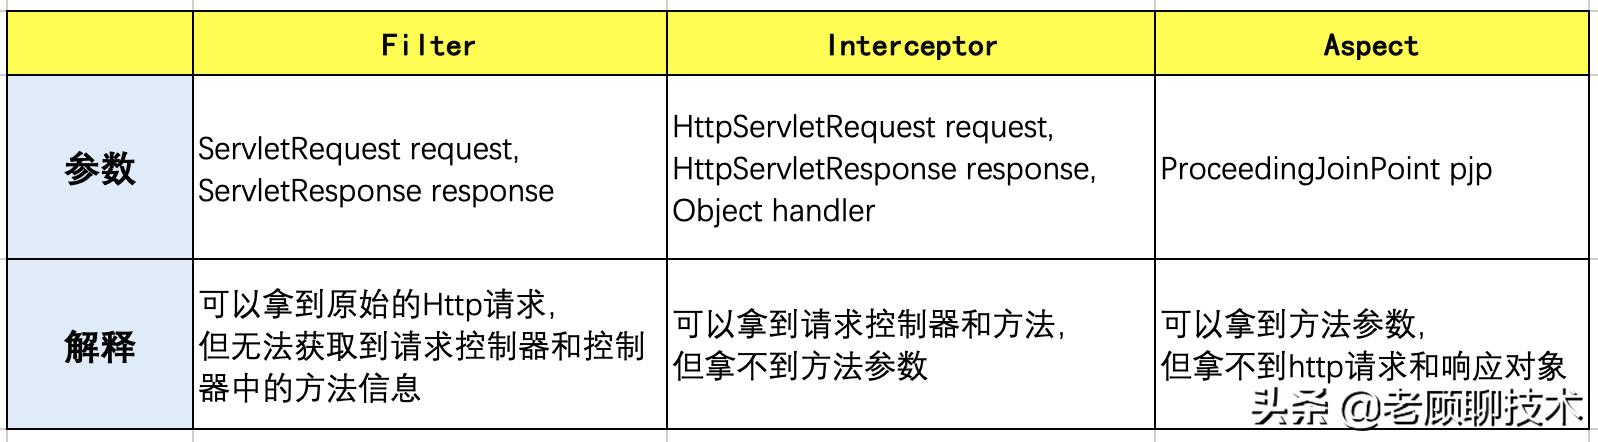 Filter
Interceptor
Aspect
参数
ServletRequest request,
ServletResponse response
HttpServletRequest request,
HttpServletResponse response,
Object handler
ProceedingJoinPoint pjp
解释
可以拿到原始的Http请求,
但无法获取到请求控制器和控制
器中的方法信息
可以拿到请求控制器和方法,
但拿不到方法参数
可以拿到方法参数,
但拿不到http请求和响应对象
头条 @老顾聊技术